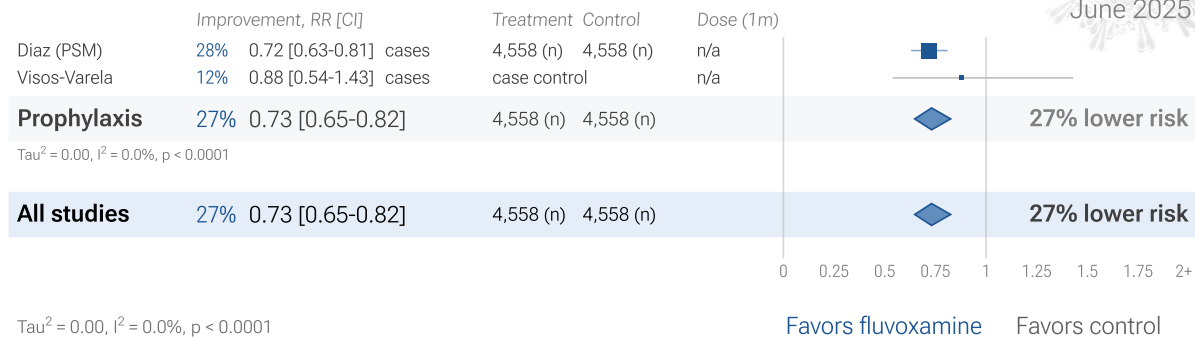 June 2025
Improvement, RR [CI] Treatment Control Dose (1m)
Diaz (PSM) 28% 0.72 [0.63-0.81] cases 4,558 (n) 4,558 (n) n/a
Visos-Varela 12% 0.88 [0.54-1.43] cases case control n/a
Prophylaxis 27% 0.73 [0.65-0.82] 4,558 (n) 4,558 (n) 27% lower risk
Tau² = 0.00, I² = 0.0%, p < 0.0001
All studies 27% 0.73 [0.65-0.82] 4,558 (n) 4,558 (n) 27% lower risk
0 0.25 0.5 0.75 1 1.25 1.5 1.75 2+
Tau² = 0.00, I² = 0.0%, p < 0.0001 Favors fluvoxamine Favors control